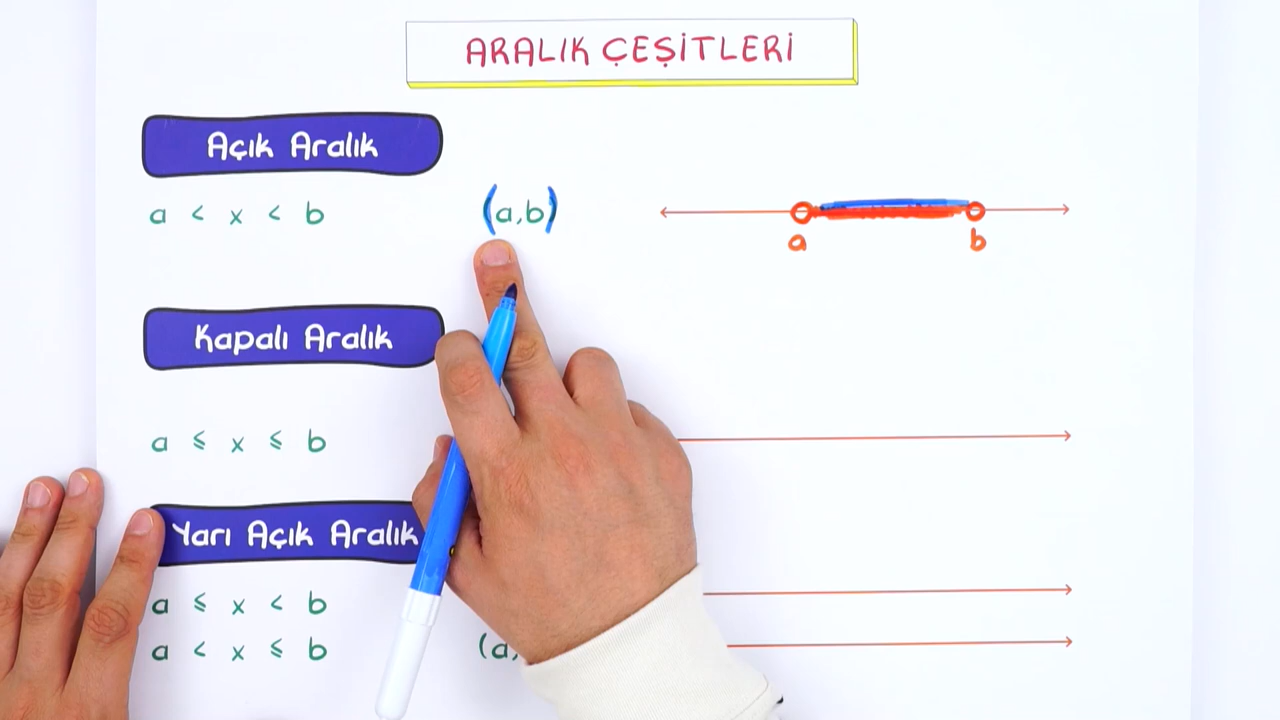 ARALIK ÇEŞİTLERİ
Açık Aralık
a < x < b
(a,b)
a b
Kapalı Aralık
a ≤ x ≤ b
Yarı Açık Aralık
a ≤ x < b
a < x ≤ b
(a,